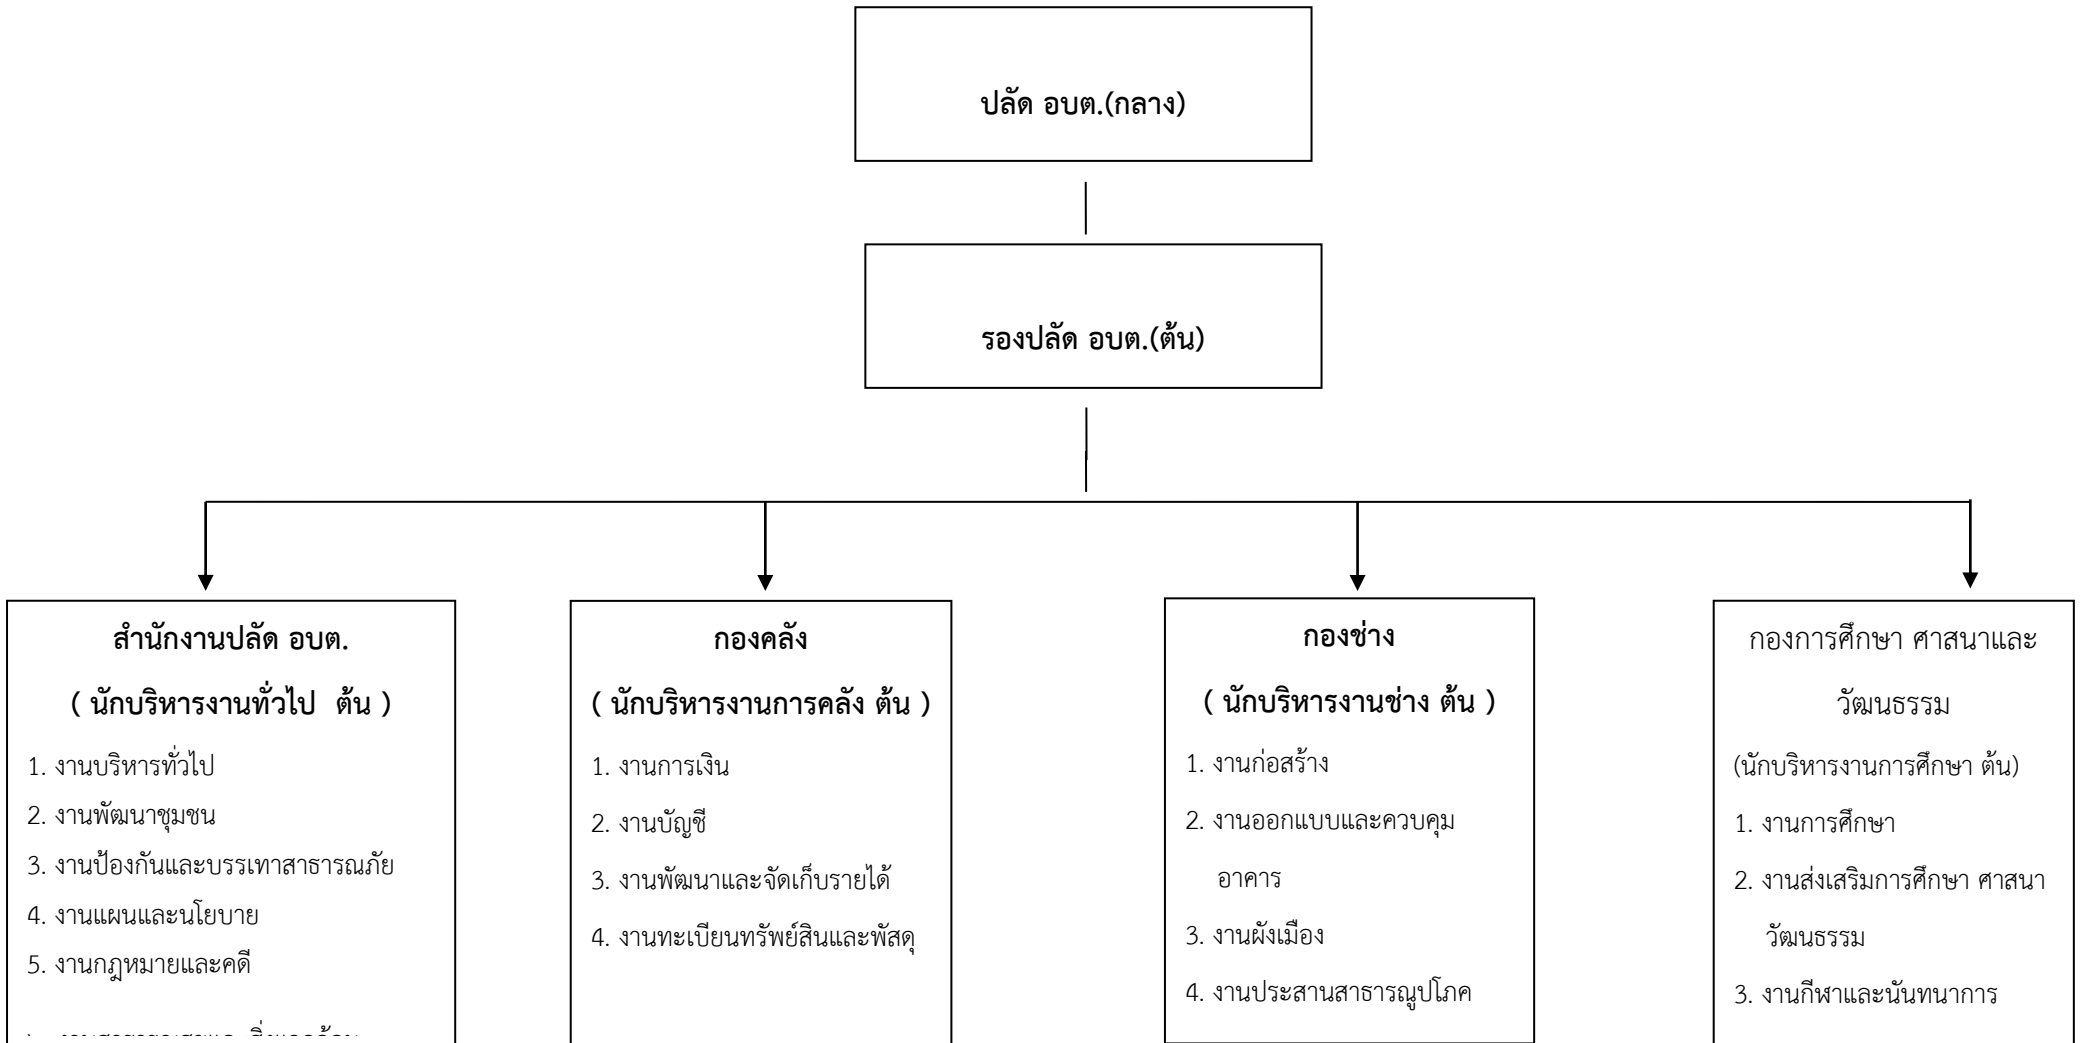 ปลัด อบต.(กลาง)
รองปลัด อบต.(ต้น)
สำนักงานปลัด อบต.
( นักบริหารงานทั่วไป ต้น )
1. งานบริหารทั่วไป
2. งานพัฒนาชุมชน
3. งานป้องกันและบรรเทาสาธารณภัย
4. งานแผนและนโยบาย
5. งานกฎหมายและคดี
กองคลัง
( นักบริหารงานการคลัง ต้น )
1. งานการเงิน
2. งานบัญชี
3. งานพัฒนาและจัดเก็บรายได้
4. งานทะเบียนทรัพย์สินและพัสดุ
กองช่าง
( นักบริหารงานช่าง ต้น )
1. งานก่อสร้าง
2. งานออกแบบและควบคุม
อาคาร
3. งานผังเมือง
4. งานประสานสาธารณูปโภค
กองการศึกษา ศาสนาและ
วัฒนธรรม
(นักบริหารงานการศึกษา ต้น)
1. งานการศึกษา
2. งานส่งเสริมการศึกษา ศาสนา
วัฒนธรรม
3. งานกีฬาและนันทนาการ